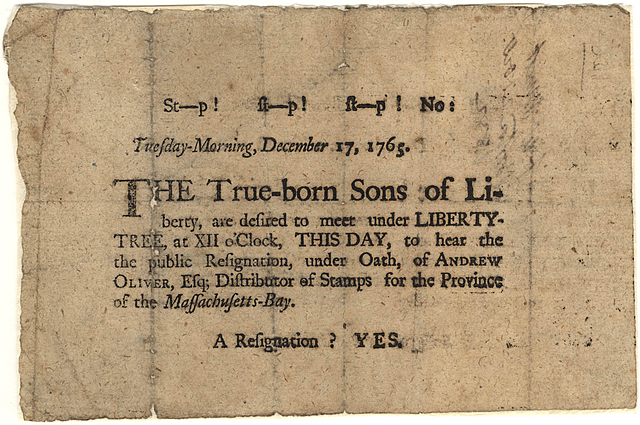 St—p! ſt—p! ſt—p! No:
Tueſday-Morning, December 17, 1765.
THE True-born Sons of Li-
berty, are deſired to meet under LIBERTY-
TREE, at XII o'Clock, THIS DAY, to hear the
the public Reſignation, under Oath, of ANDREW
OLIVER, Eſq; Diſtributor of Stamps for the Province
of the Maſſachuſetts-Bay.
A Reſignation ? YES.